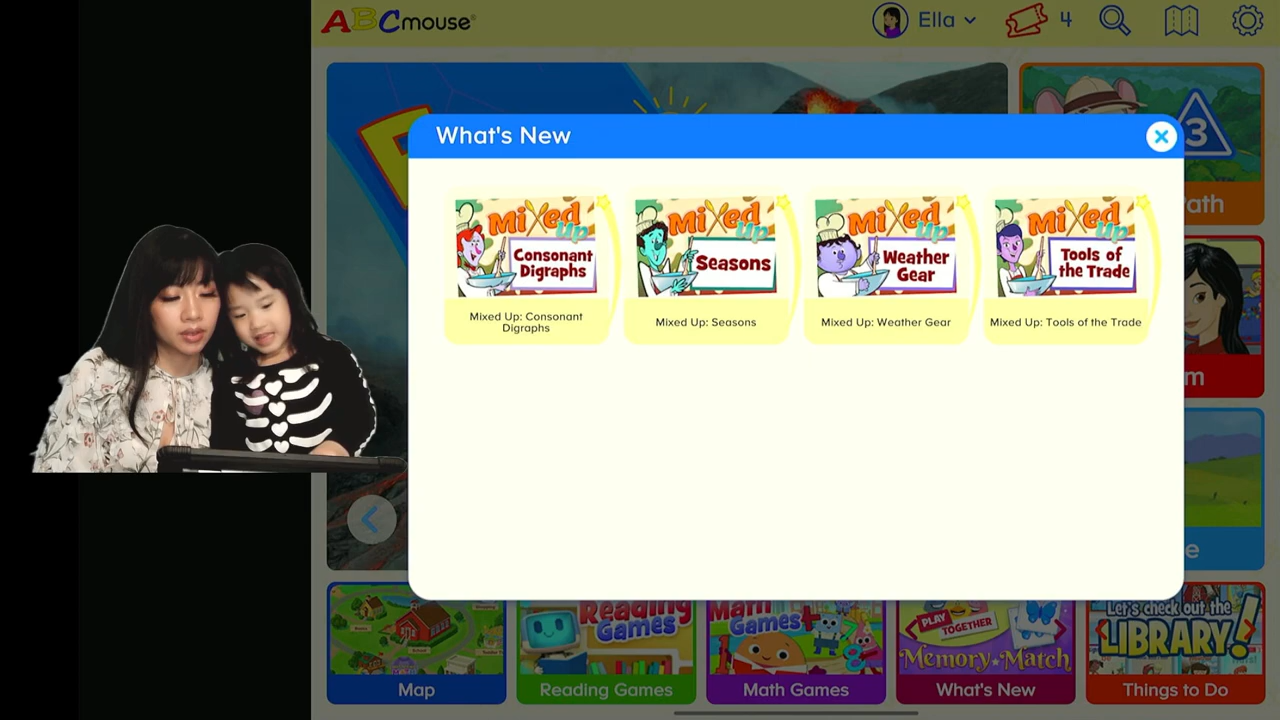 ABCmouse
Ella
4
What's New
3
Path
Mixed
Up
Consonant
Digraphs
Mixed Up: Consonant
Digraphs
Mixed
Up
Seasons
Mixed Up: Seasons
Mixed
Up
Weather
Gear
Mixed Up: Weather Gear
Mixed
Up
Tools of
the Trade
Mixed Up: Tools of the Trade
m
e
Reading
Games
Math
Games
PLAY
TOGETHER
Memory Match
Let's check out the
LIBRARY!
Map
Reading Games
Math Games
What's New
Things to Do